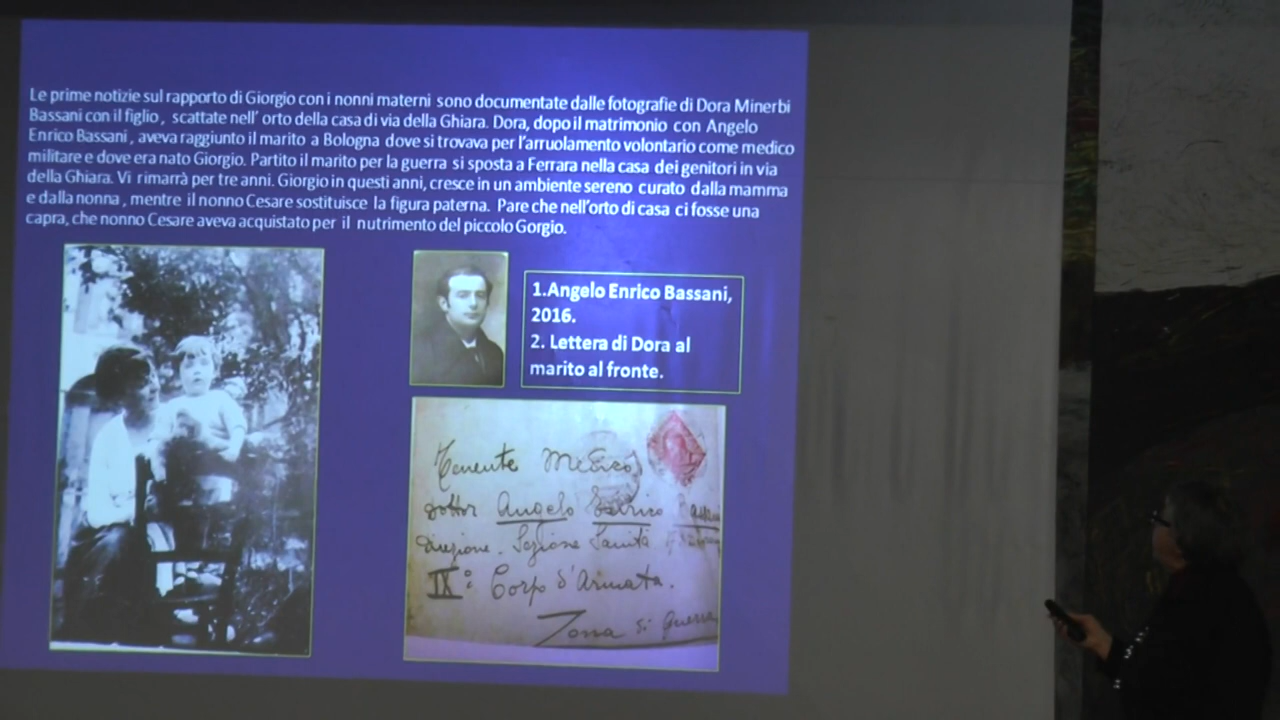 Le prime notizie sul rapporto di Giorgio con i nonni materni sono documentate dalle fotografie di Dora Minerbi
Bassani con il figlio, scattate nell' orto della casa di via della Ghiara. Dora, dopo il matrimonio con Angelo
Enrico Bassani, aveva raggiunto il marito a Bologna dove si trovava per l'arruolamento volontario come medico
militare e dove era nato Giorgio. Partito il marito per la guerra si sposta a Ferrara nella casa dei genitori in via
della Ghiara. Vi rimarrà per tre anni. Giorgio in questi anni, cresce in un ambiente sereno curato dalla mamma
e dalla nonna, mentre il nonno Cesare sostituisce la figura paterna. Pare che nell'orto di casa ci fosse una
capra, che nonno Cesare aveva acquistato per il nutrimento del piccolo Gorgio.
1.Angelo Enrico Bassani,
2016.
2. Lettera di Dora al
marito al fronte.
Tenente Medico
dottor Angelo Enrico Bassani
direzione. Sezione Sanità
IX° Corpo d'Armata.
Zona di Guerra